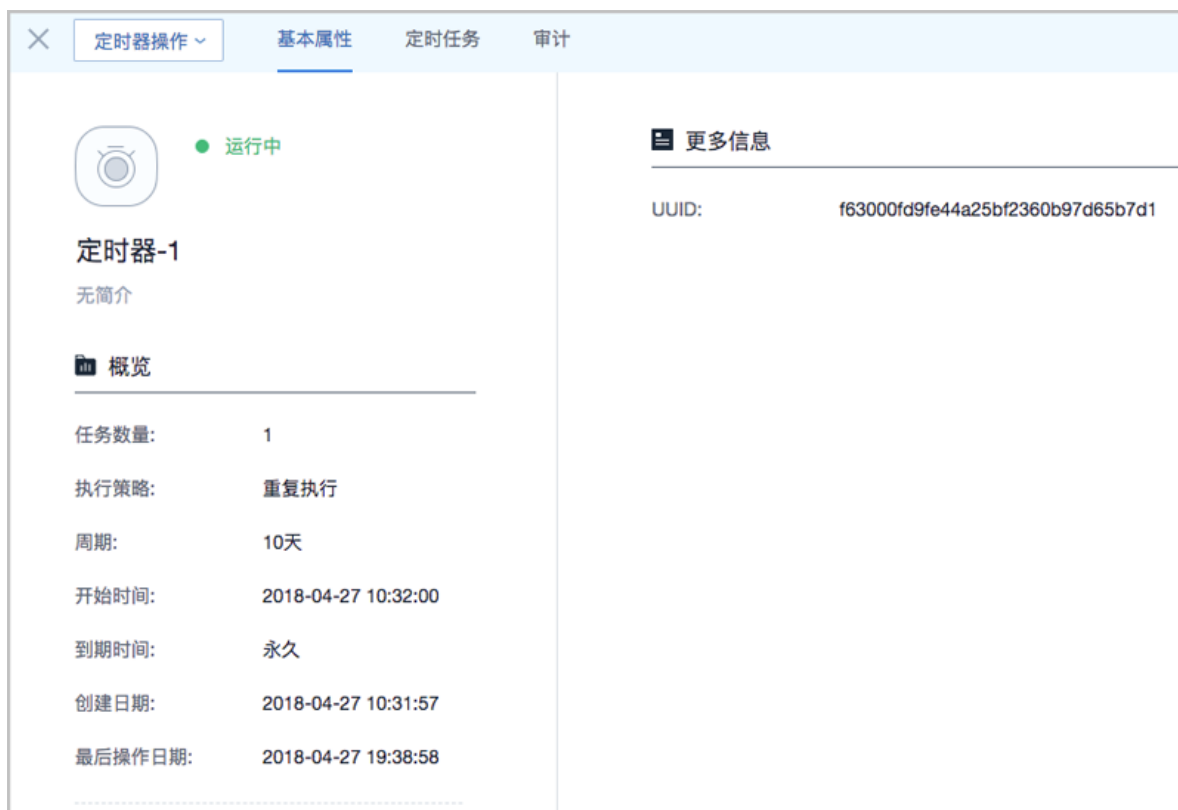 定时器操作
基本属性
定时任务
审计
运行中
定时器-1
无简介
概览
任务数量: 1
执行策略: 重复执行
周期: 10天
开始时间: 2018-04-27 10:32:00
到期时间: 永久
创建日期: 2018-04-27 10:31:57
最后操作日期: 2018-04-27 19:38:58
更多信息
UUID: f63000fd9fe44a25bf2360b97d65b7d1